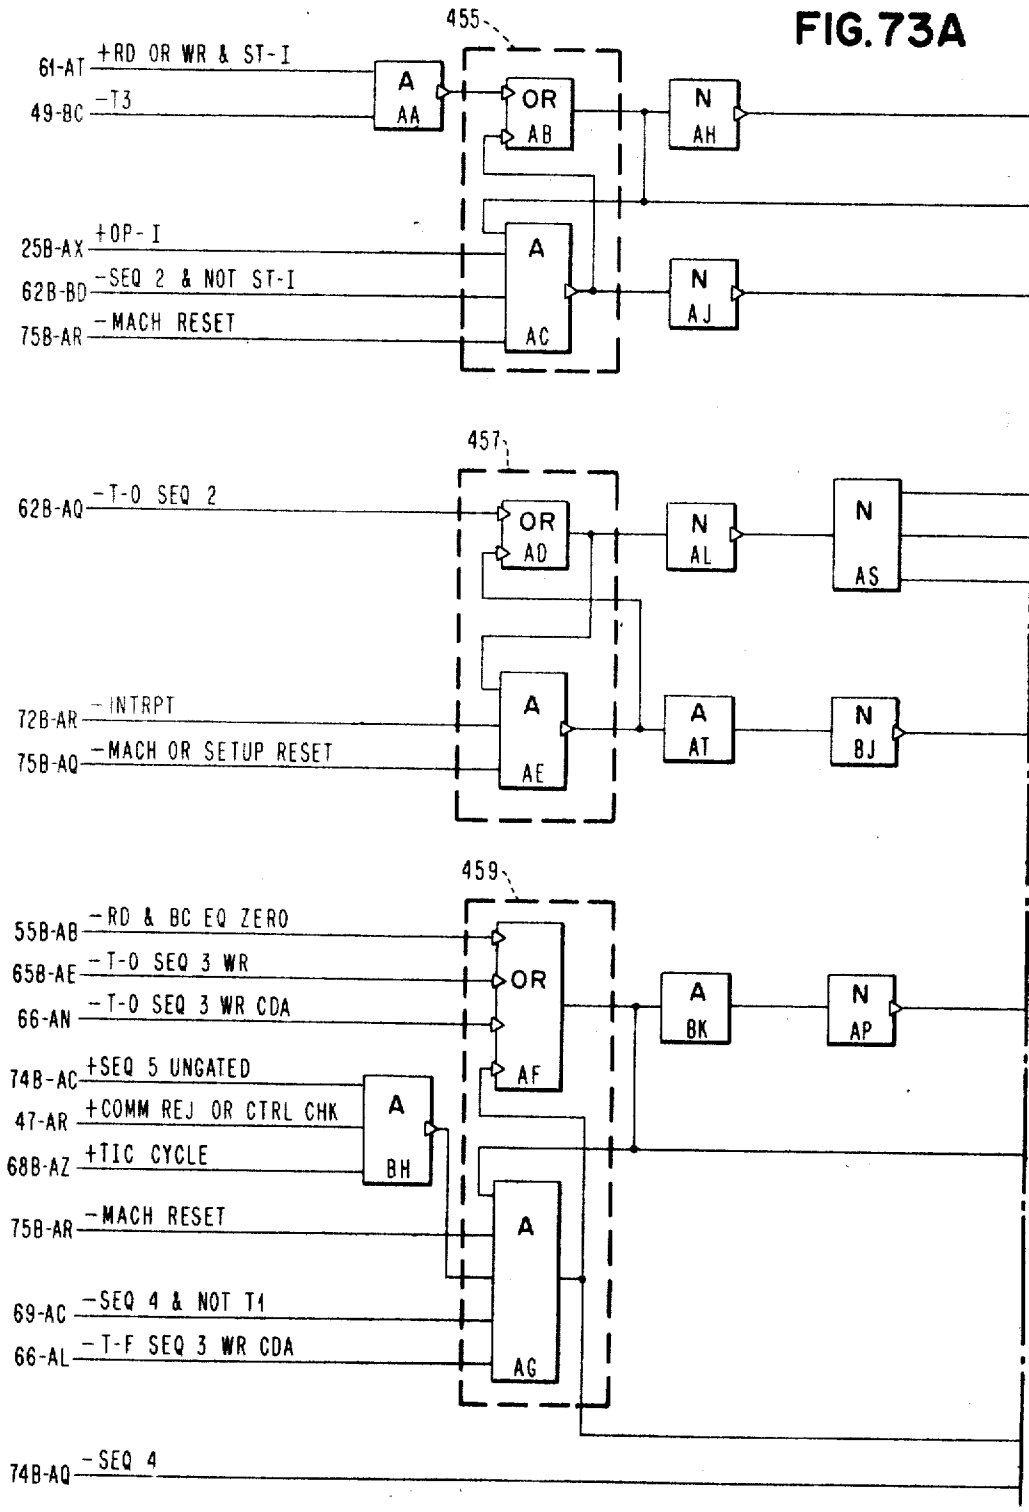 FIG.73A
455
61-AT +RD OR WR & ST-I
49-BC -T3
A
AA
OR
AB
N
AH
25B-AX +OP-I
62B-BD -SEQ 2 & NOT ST-I
75B-AR -MACH RESET
A
AC
N
AJ
457
62B-AQ -T-O SEQ 2
OR
AD
N
AL
N
AS
72B-AR -INTRPT
75B-AQ -MACH OR SETUP RESET
A
AE
A
AT
N
BJ
459
55B-AB -RD & BC EQ ZERO
65B-AE -T-O SEQ 3 WR
66-AN -T-O SEQ 3 WR CDA
OR
AF
A
BK
N
AP
74B-AC +SEQ 5 UNGATED
47-AR +COMM REJ OR CTRL CHK
68B-AZ +TIC CYCLE
A
BH
75B-AR -MACH RESET
69-AC -SEQ 4 & NOT T1
66-AL -T-F SEQ 3 WR CDA
A
AG
74B-AQ -SEQ 4